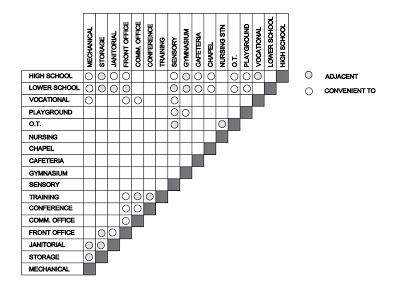 MECHANICAL
STORAGE
JANITORIAL
FRONT OFFICE
COMM. OFFICE
CONFERENCE
TRAINING
SENSORY
GYMNASIUM
CAFETERIA
CHAPEL
NURSING STN
O.T.
PLAYGROUND
VOCATIONAL
LOWER SCHOOL
HIGH SCHOOL
HIGH SCHOOL
LOWER SCHOOL
VOCATIONAL
PLAYGROUND
O.T.
NURSING
CHAPEL
CAFETERIA
GYMNASIUM
SENSORY
TRAINING
CONFERENCE
COMM. OFFICE
FRONT OFFICE
JANITORIAL
STORAGE
MECHANICAL
ADJACENT
CONVENIENT TO